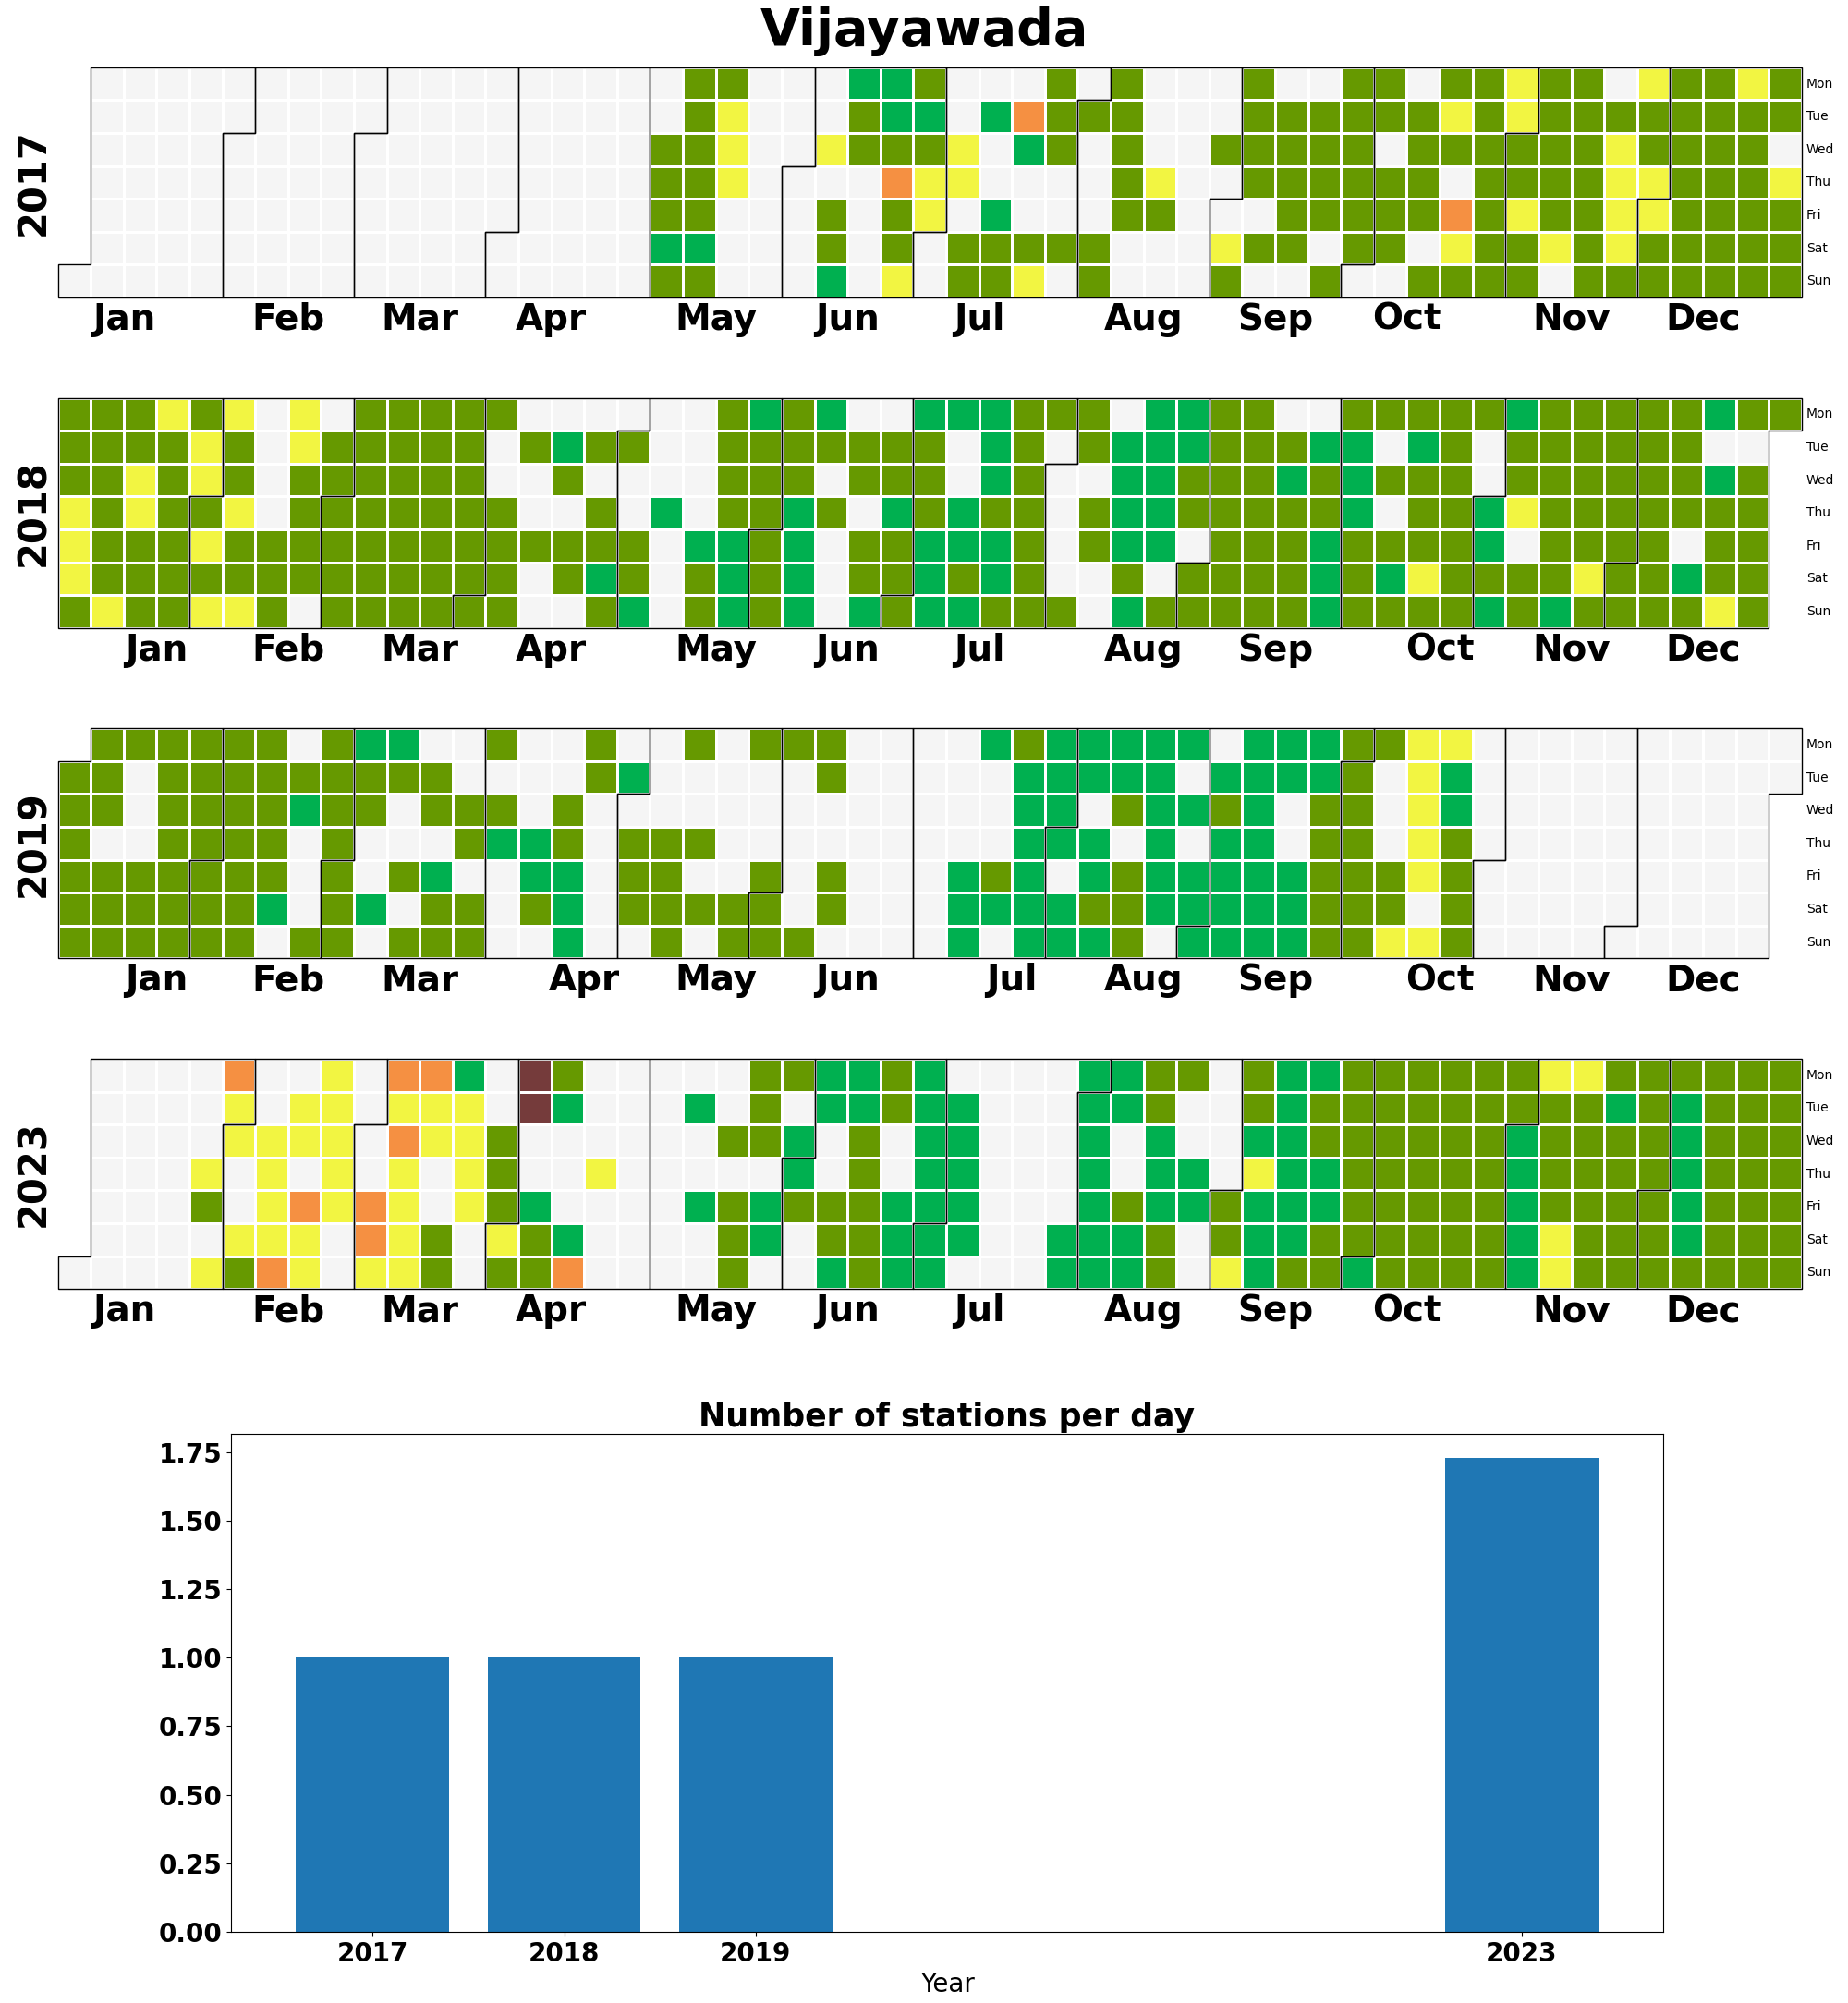 Vijayawada
2017
Mon
Tue
Wed
Thu
Fri
Sat
Sun
Jan Feb Mar Apr May Jun Jul Aug Sep Oct Nov Dec
2018
Mon
Tue
Wed
Thu
Fri
Sat
Sun
Jan Feb Mar Apr May Jun Jul Aug Sep Oct Nov Dec
2019
Mon
Tue
Wed
Thu
Fri
Sat
Sun
Jan Feb Mar Apr May Jun Jul Aug Sep Oct Nov Dec
2023
Mon
Tue
Wed
Thu
Fri
Sat
Sun
Jan Feb Mar Apr May Jun Jul Aug Sep Oct Nov Dec
Number of stations per day
1.75
1.50
1.25
1.00
0.75
0.50
0.25
0.00
2017 2018 2019 2023
Year